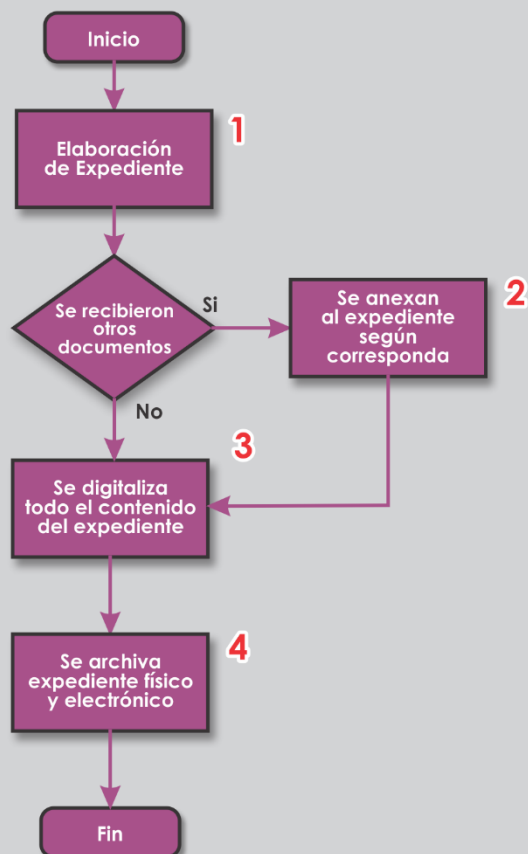 Inicio
1
Elaboración
de Expediente
Se recibieron
otros
documentos
Si
2
Se anexan
al expediente
según
corresponda
No
3
Se digitaliza
todo el contenido
del expediente
4
Se archiva
expediente físico
y electrónico
Fin